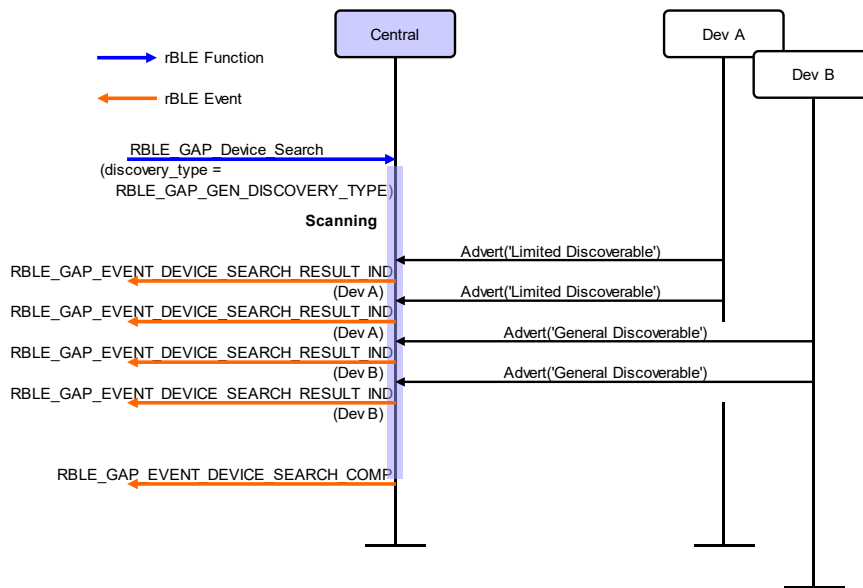 Central
Dev A
Dev B
rBLE Function
rBLE Event
RBLE_GAP_Device_Search
(discovery_type =
RBLE_GAP_GEN_DISCOVERY_TYPE)
Scanning
Advert('Limited Discoverable')
RBLE_GAP_EVENT_DEVICE_SEARCH_RESULT_IND
(Dev A)
Advert('Limited Discoverable')
RBLE_GAP_EVENT_DEVICE_SEARCH_RESULT_IND
(Dev A)
Advert('General Discoverable')
RBLE_GAP_EVENT_DEVICE_SEARCH_RESULT_IND
(Dev B)
Advert('General Discoverable')
RBLE_GAP_EVENT_DEVICE_SEARCH_RESULT_IND
(Dev B)
RBLE_GAP_EVENT_DEVICE_SEARCH_COMP